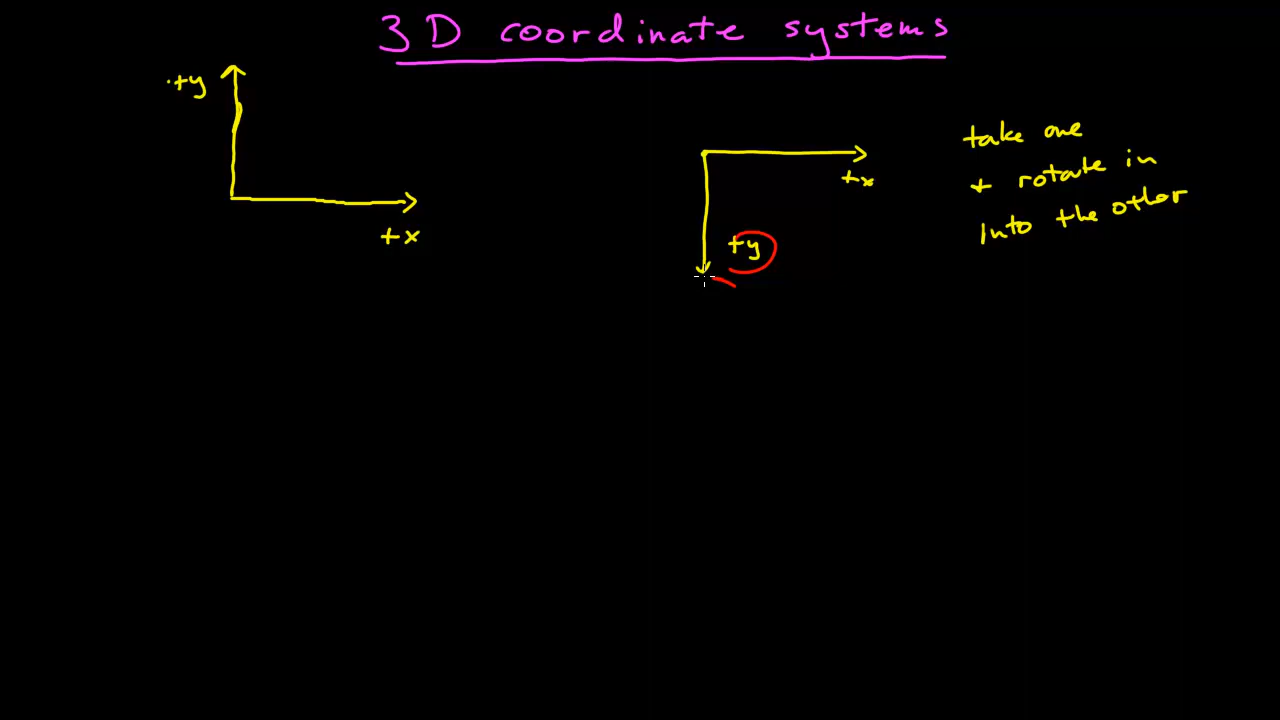 3D coordinate systems
+y
+x
+x
+y
take one
+ rotate in
into the other